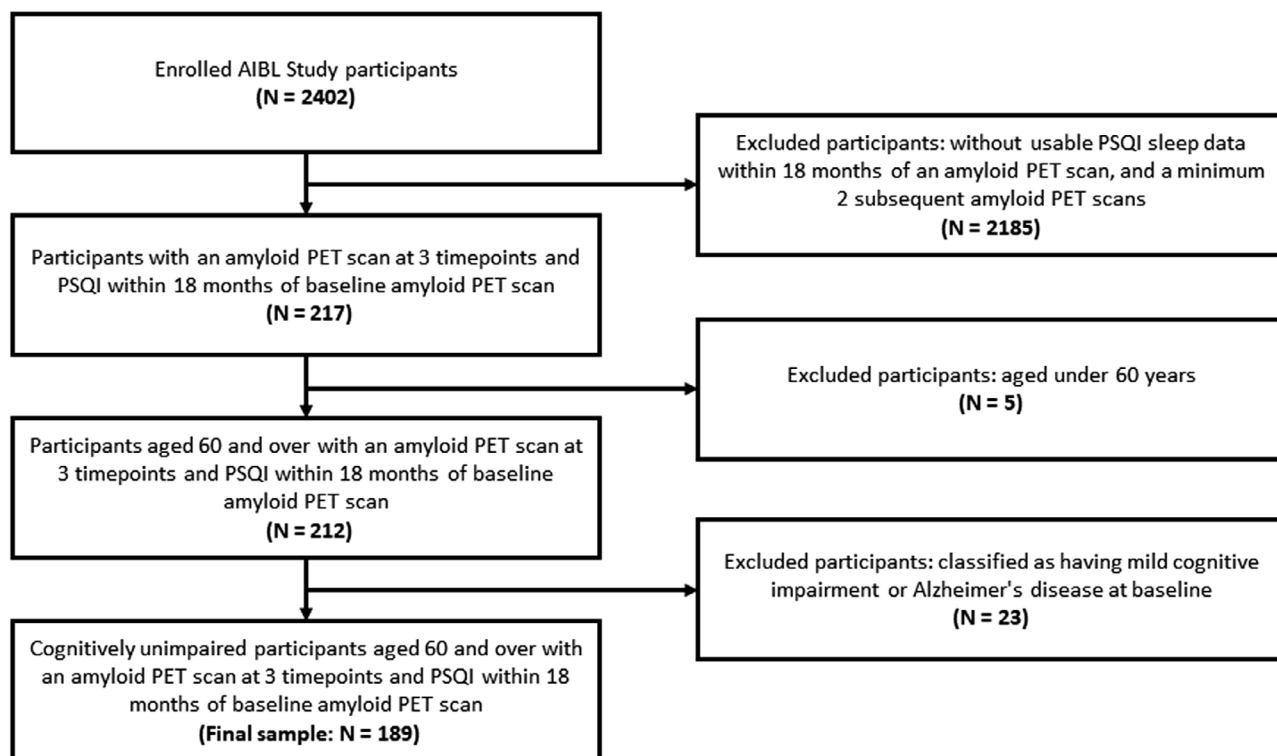 Enrolled AIBL Study participants
(N = 2402)
Excluded participants: without usable PSQI sleep data
within 18 months of an amyloid PET scan, and a minimum
2 subsequent amyloid PET scans
(N = 2185)
Participants with an amyloid PET scan at 3 timepoints and
PSQI within 18 months of baseline amyloid PET scan
(N = 217)
Excluded participants: aged under 60 years
(N = 5)
Participants aged 60 and over with an amyloid PET scan at
3 timepoints and PSQI within 18 months of baseline
amyloid PET scan
(N = 212)
Excluded participants: classified as having mild cognitive
impairment or Alzheimer's disease at baseline
(N = 23)
Cognitively unimpaired participants aged 60 and over with
an amyloid PET scan at 3 timepoints and PSQI within 18
months of baseline amyloid PET scan
(Final sample: N = 189)